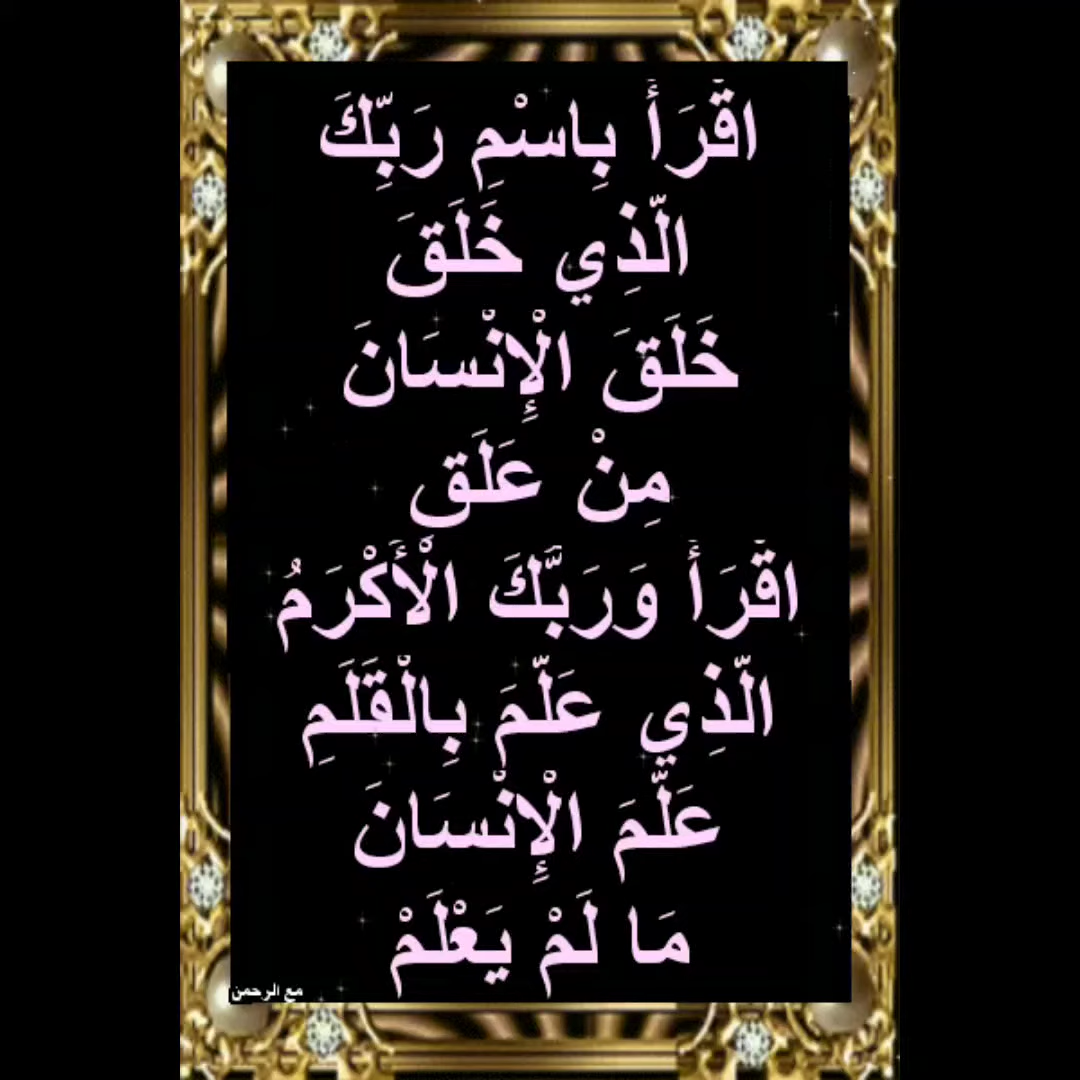 اقْرَأْ بِاسْمِ رَبِّكَ
الَّذِي خَلَقَ
خَلَقَ الْإِنْسَانَ
مِنْ عَلَق
اقْرَأْ وَرَبُّكَ الْأَكْرَمُ
الَّذِي عَلَّمَ بِالْقَلَمِ
عَلَّمَ الْإِنْسَانَ
مَا لَمْ يَعْلَمْ
مع الرحمن